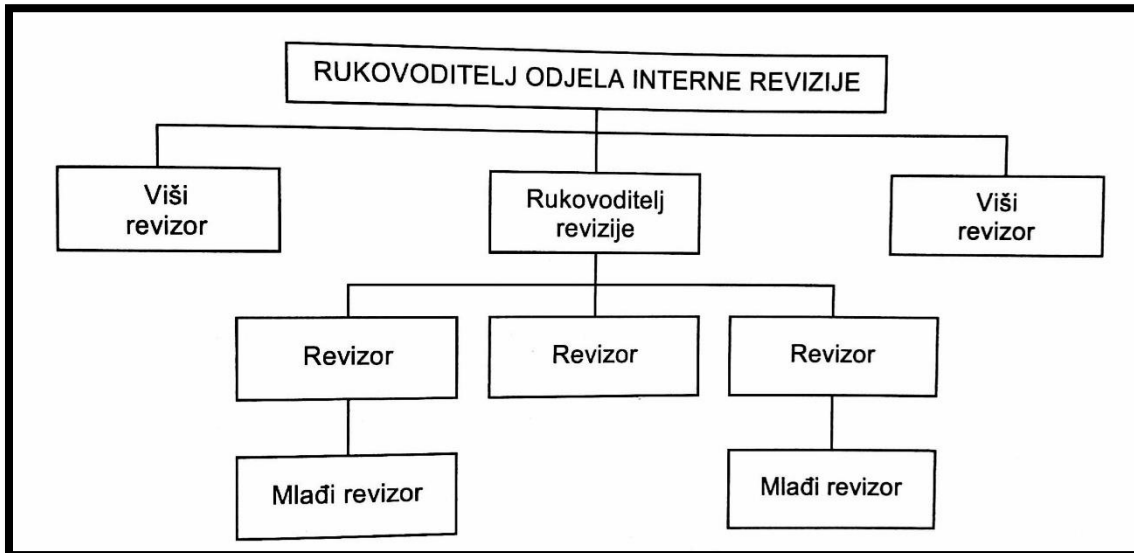 RUKOVODITELJ ODJELA INTERNE REVIZIJE
Viši
revizor
Rukovoditelj
revizije
Viši
revizor
Revizor
Revizor
Revizor
Mlađi revizor
Mlađi revizor